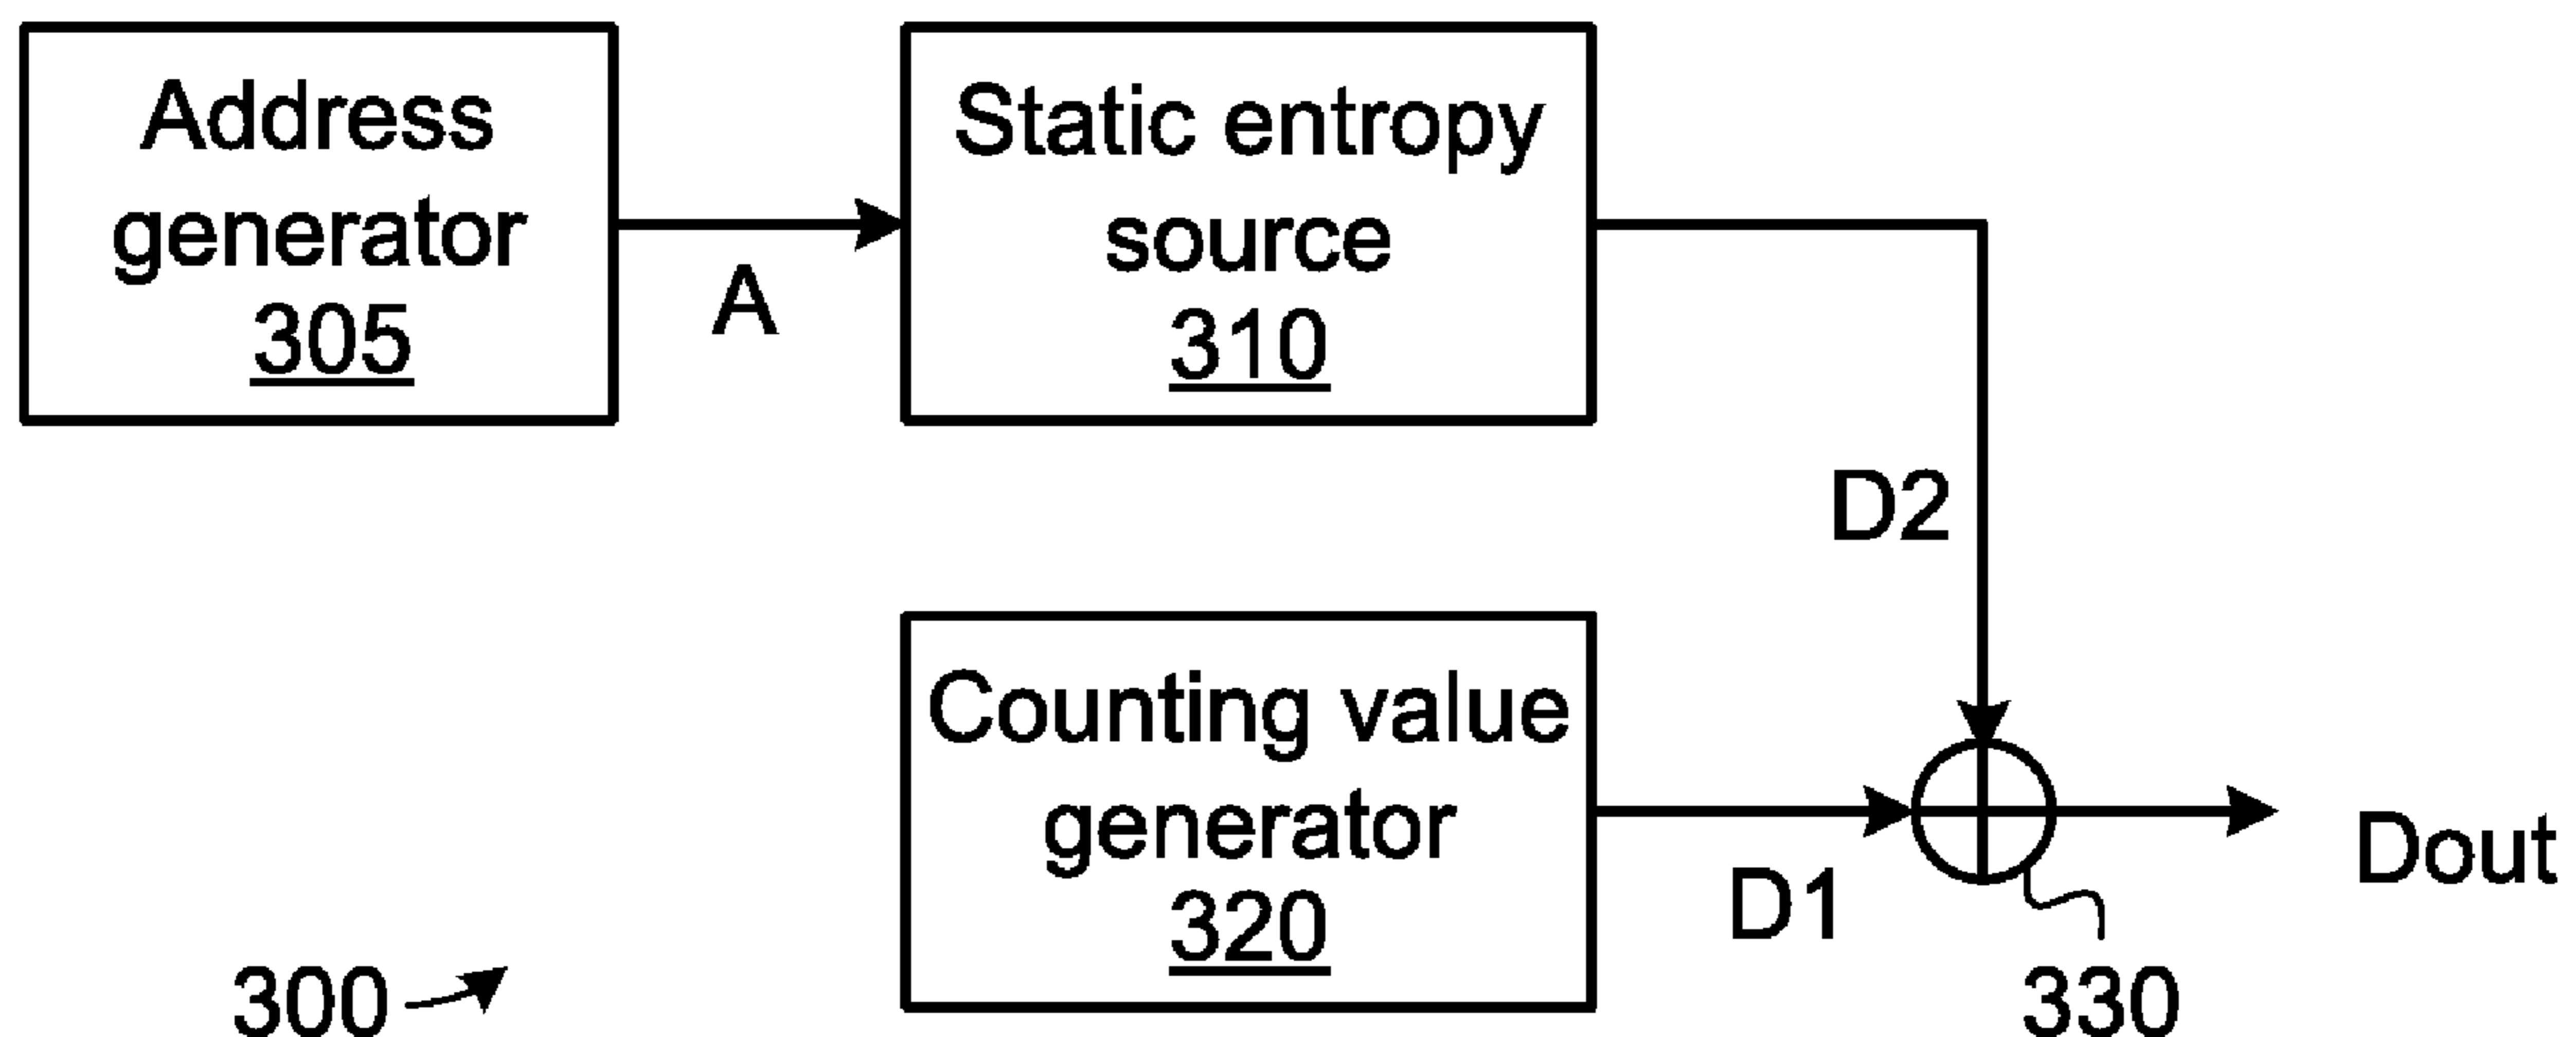 Address
generator
305
A
Static entropy
source
310
D2
Counting value
generator
320
D1
Dout
330
300